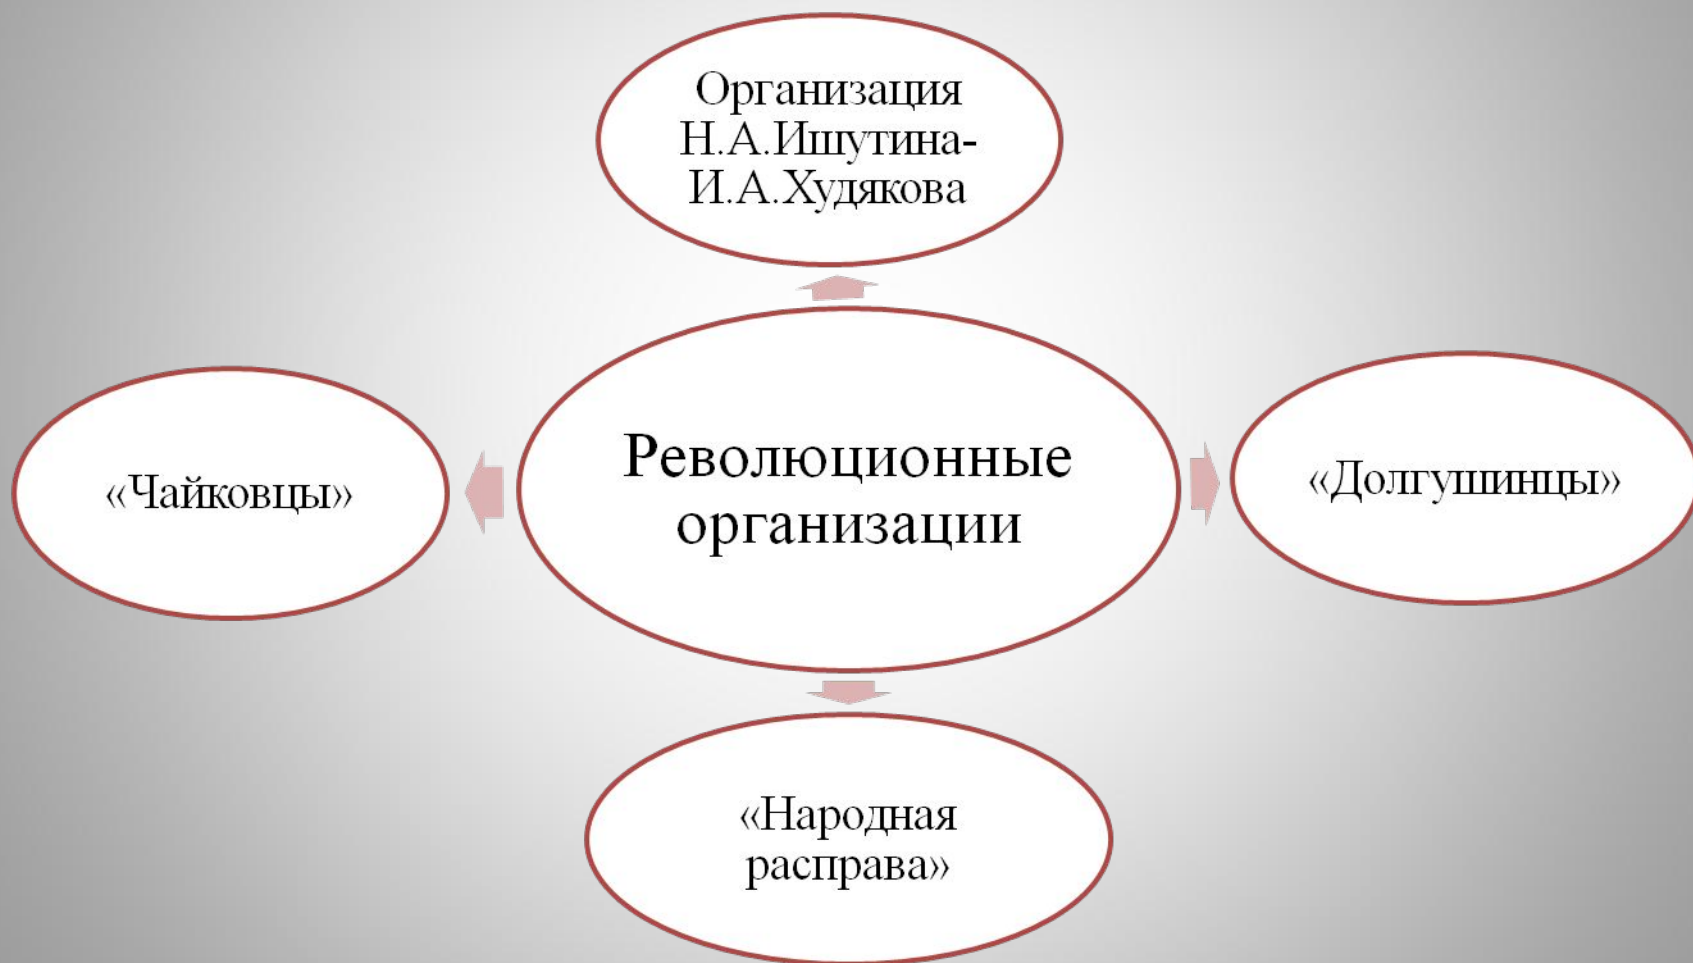 Организация
Н.А.Ишутина-
И.А.Худякова
«Чайковцы»
Революционные
организации
«Долгушинцы»
«Народная
расправа»